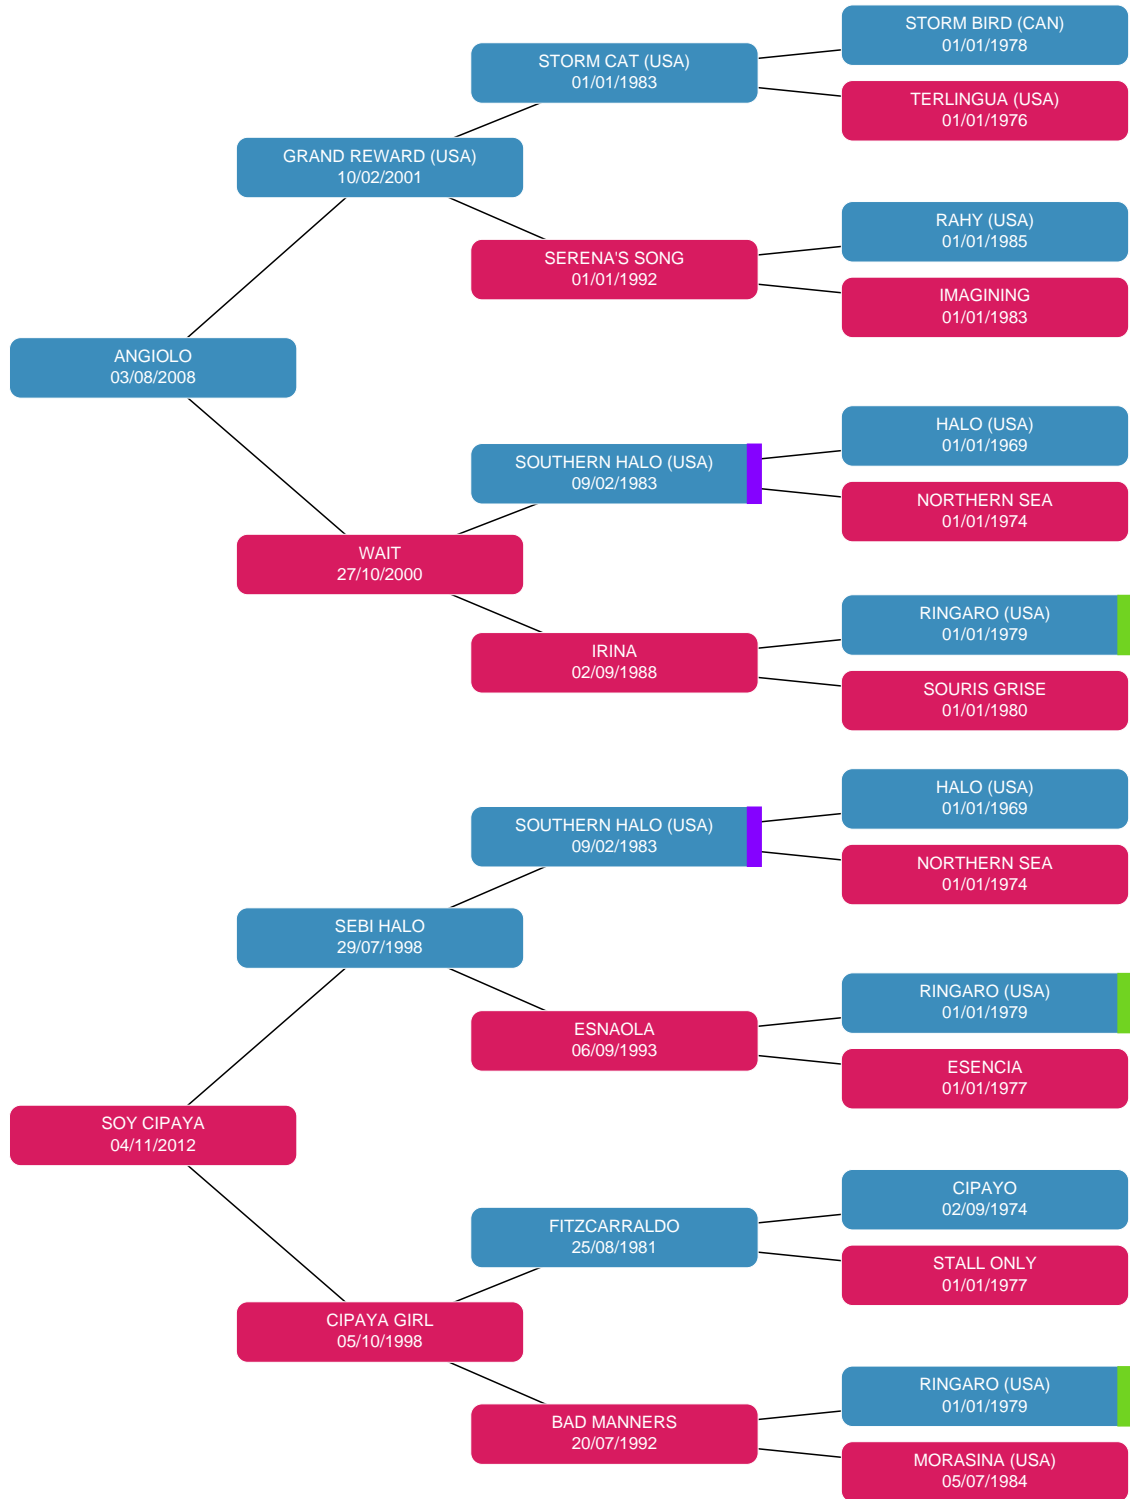 STORM BIRD (CAN)
01/01/1978
STORM CAT (USA)
01/01/1983
TERLINGUA (USA)
01/01/1976
GRAND REWARD (USA)
10/02/2001
RAHY (USA)
01/01/1985
SERENA'S SONG
01/01/1992
IMAGINING
01/01/1983
ANGIOLO
03/08/2008
HALO (USA)
01/01/1969
SOUTHERN HALO (USA)
09/02/1983
NORTHERN SEA
01/01/1974
WAIT
27/10/2000
RINGARO (USA)
01/01/1979
IRINA
02/09/1988
SOURIS GRISE
01/01/1980
HALO (USA)
01/01/1969
SOUTHERN HALO (USA)
09/02/1983
NORTHERN SEA
01/01/1974
SEBI HALO
29/07/1998
RINGARO (USA)
01/01/1979
ESNAOLA
06/09/1993
ESENCIA
01/01/1977
SOY CIPAYA
04/11/2012
CIPAYO
02/09/1974
FITZCARRALDO
25/08/1981
STALL ONLY
01/01/1977
CIPAYA GIRL
05/10/1998
RINGARO (USA)
01/01/1979
BAD MANNERS
20/07/1992
MORASINA (USA)
05/07/1984